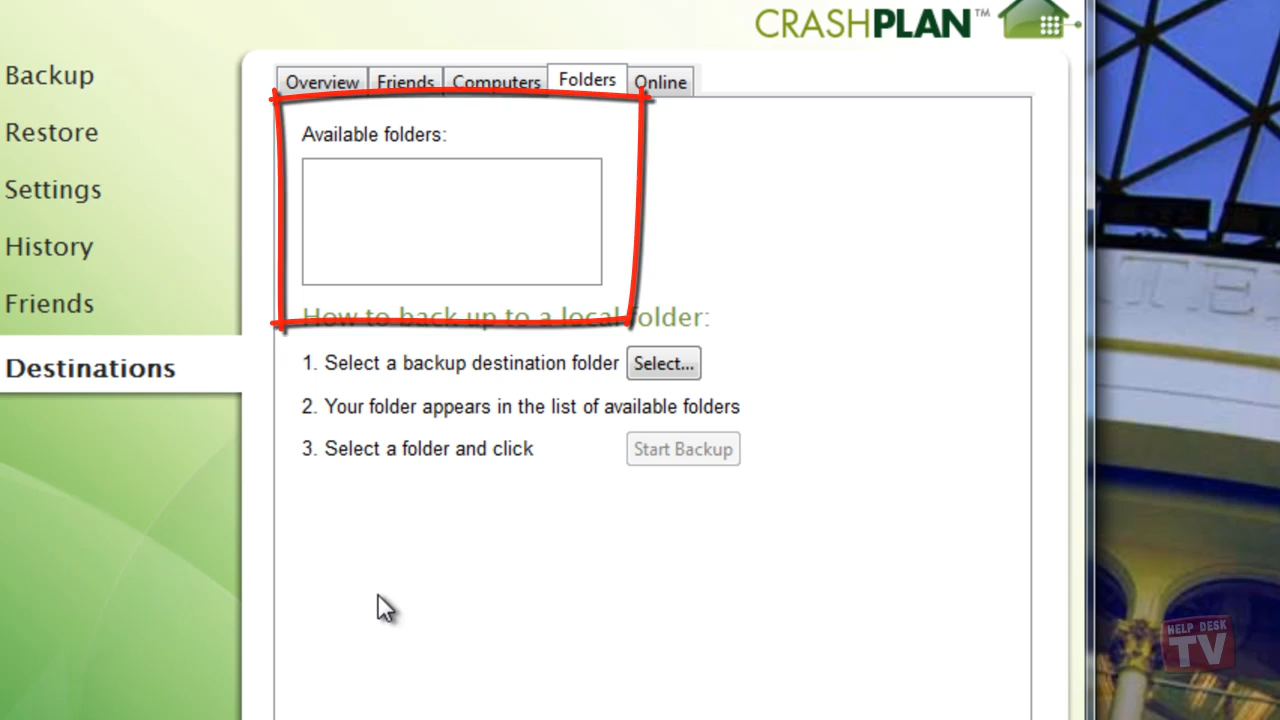 CRASHPLAN™
Backup
Restore
Settings
History
Friends
Destinations
Overview
Friends
Computers
Folders
Online
Available folders:
How to back up to a local folder:
1. Select a backup destination folder Select...
2. Your folder appears in the list of available folders
3. Select a folder and click Start Backup
HELP DESK
TV